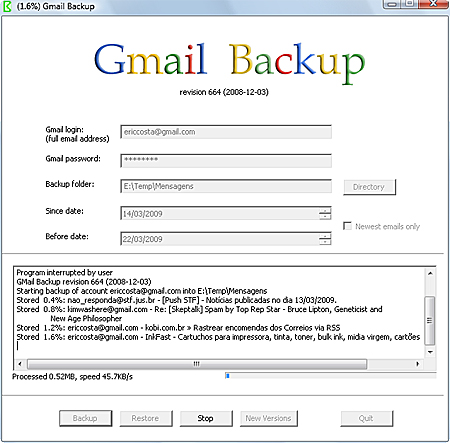 (1.6%) Gmail Backup
Gmail Backup
revision 664 (2008-12-03)
Gmail login:
(full email address)
ericcosta@gmail.com
Gmail password:
********
Backup folder:
E:\Temp\Mensagens
Directory
Since date:
14/03/2009
Newest emails only
Before date:
22/03/2009
Program interrupted by user
GMail Backup revision 664 (2008-12-03)
Starting backup of account ericcosta@gmail.com into E:\Temp\Mensagens
Stored 0.4%: nao_responda@stf.jus.br - [Push STF] - Notícias publicadas no dia 13/03/2009.
Stored 0.8%: kimwashere@gmail.com - Re: [Skeptalk] Spam by Top Rep Star - Bruce Lipton, Geneticist and
New Age Philosopher
Stored 1.2%: ericcosta@gmail.com - kobi.com.br » Rastrear encomendas dos Correios via RSS
Stored 1.6%: ericcosta@gmail.com - InkFast - Cartuchos para impressora, tinta, toner, bulk ink, midia virgem, cartões
Processed 0.52MB, speed 45.7KB/s
Backup Restore Stop New Versions Quit